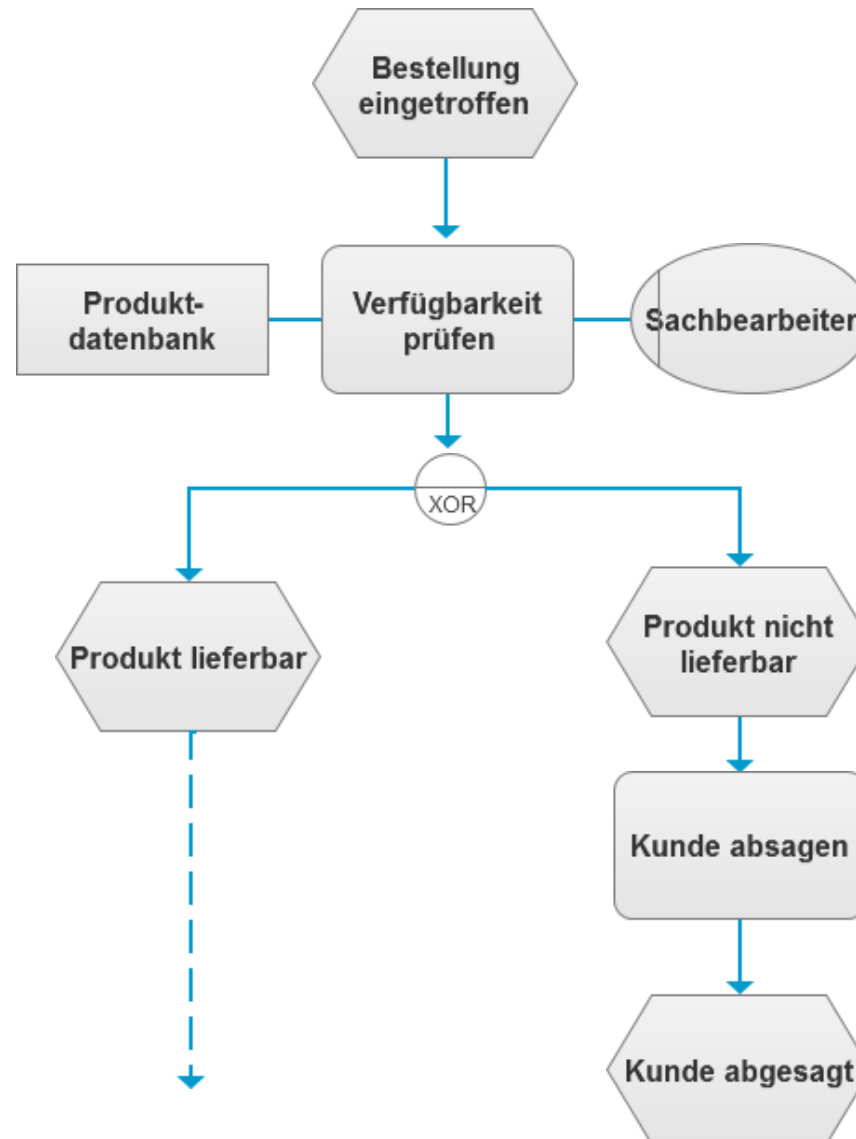 Bestellung
eingetroffen
Produkt-
datenbank
Verfügbarkeit
prüfen
Sachbearbeiter
XOR
Produkt lieferbar
Produkt nicht
lieferbar
Kunde absagen
Kunde abgesagt